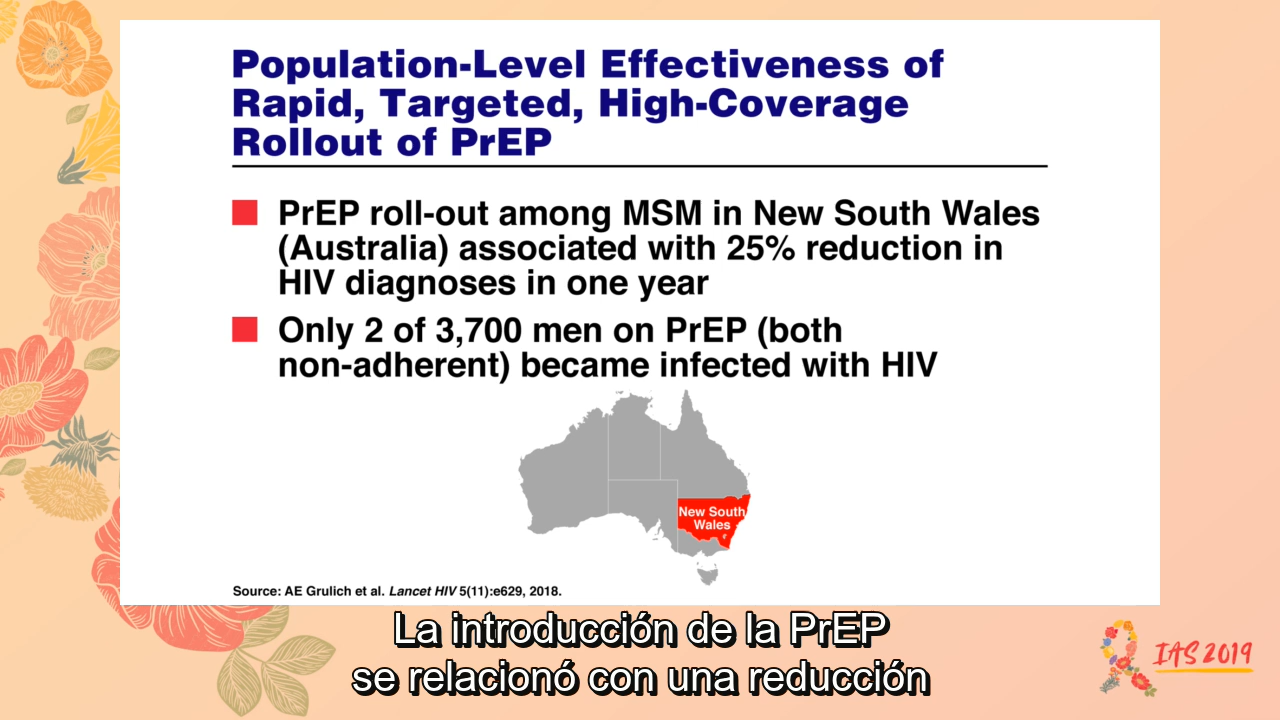 Population-Level Effectiveness of
Rapid, Targeted, High-Coverage
Rollout of PrEP
PrEP roll-out among MSM in New South Wales
(Australia) associated with 25% reduction in
HIV diagnoses in one year
Only 2 of 3,700 men on PrEP (both
non-adherent) became infected with HIV
New South
Wales
Source: AE Grulich et al. Lancet HIV 5(11):e629, 2018.
La introducción de la PrEP
se relacionó con una reducción
IAS 2019